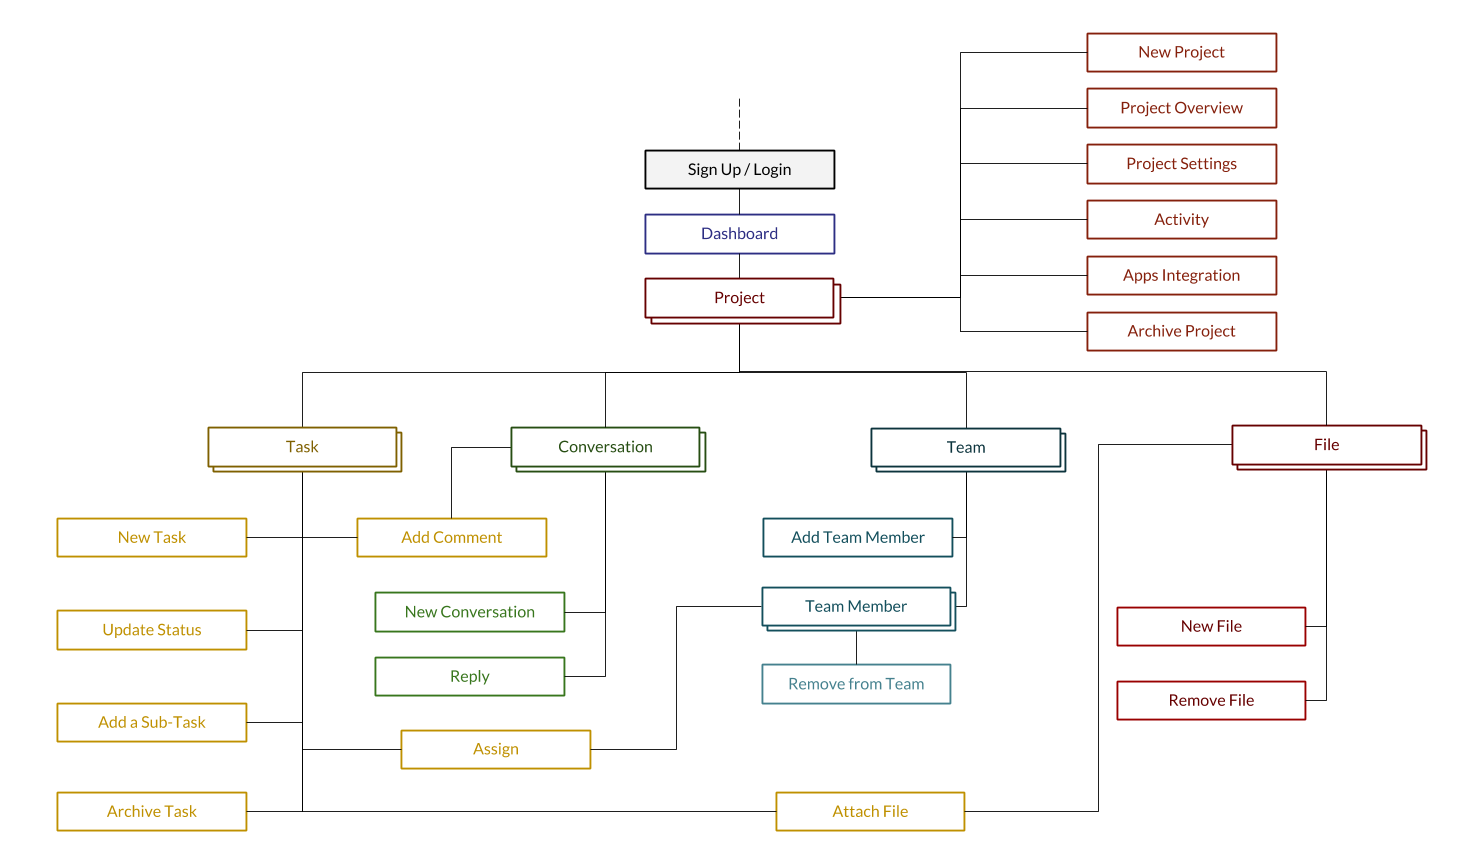 New Project
Project Overview
Sign Up / Login
Project Settings
Activity
Dashboard
Apps Integration
Project
Archive Project
Task
Conversation
Team
File
New Task
Add Comment
Add Team Member
New Conversation
Team Member
New File
Update Status
Reply
Remove from Team
Remove File
Add a Sub-Task
Assign
Archive Task
Attach File